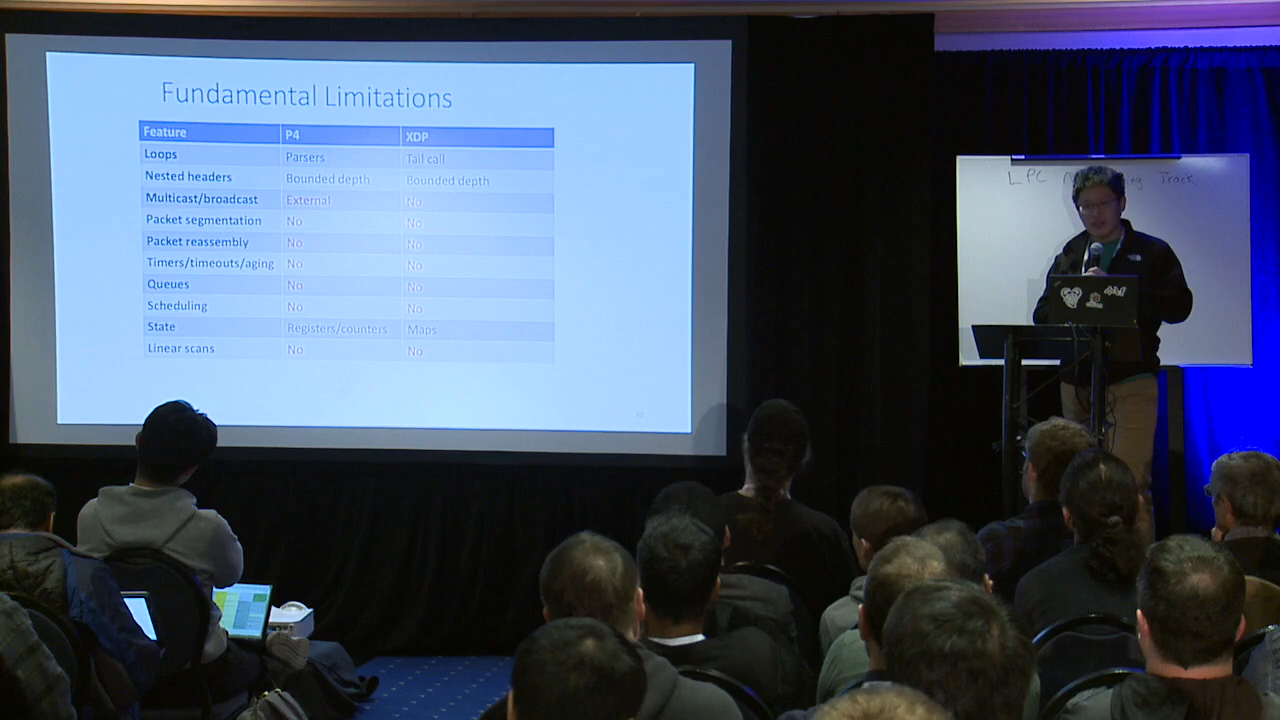 Fundamental Limitations
Feature P4 XDP
Loops Parsers Tail call
Nested headers Bounded depth Bounded depth
Multicast/broadcast External No
Packet segmentation No No
Packet reassembly No No
Timers/timeouts/aging No No
Queues No No
Scheduling No No
State Registers/counters Maps
Linear scans No No
LPC Track